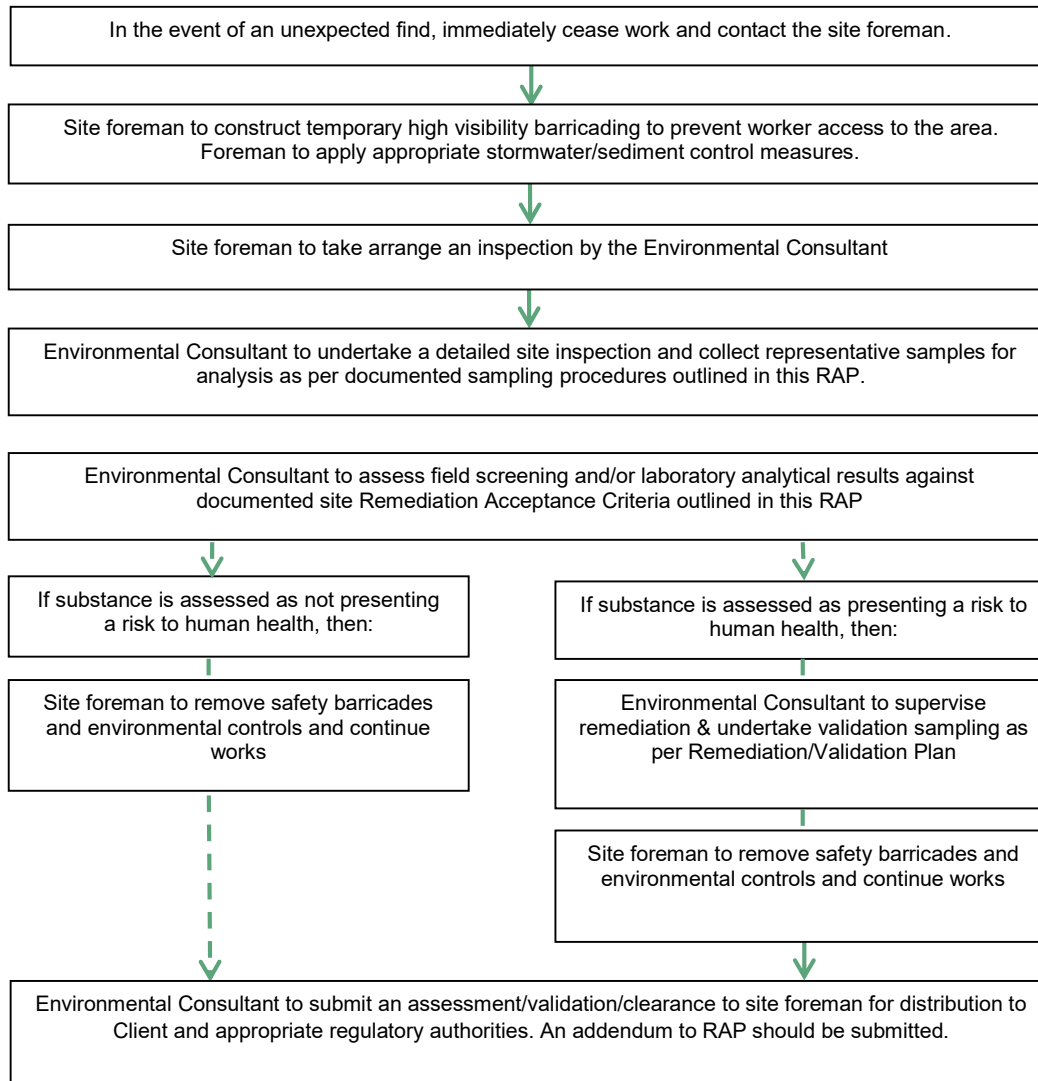 In the event of an unexpected find, immediately cease work and contact the site foreman.
Site foreman to construct temporary high visibility barricading to prevent worker access to the area.
Foreman to apply appropriate stormwater/sediment control measures.
Site foreman to take arrange an inspection by the Environmental Consultant
Environmental Consultant to undertake a detailed site inspection and collect representative samples for
analysis as per documented sampling procedures outlined in this RAP.
Environmental Consultant to assess field screening and/or laboratory analytical results against
documented site Remediation Acceptance Criteria outlined in this RAP
If substance is assessed as not presenting
a risk to human health, then:
Site foreman to remove safety barricades
and environmental controls and continue
works
If substance is assessed as presenting a risk to
human health, then:
Environmental Consultant to supervise
remediation & undertake validation sampling as
per Remediation/Validation Plan
Site foreman to remove safety barricades and
environmental controls and continue works
Environmental Consultant to submit an assessment/validation/clearance to site foreman for distribution to
Client and appropriate regulatory authorities. An addendum to RAP should be submitted.